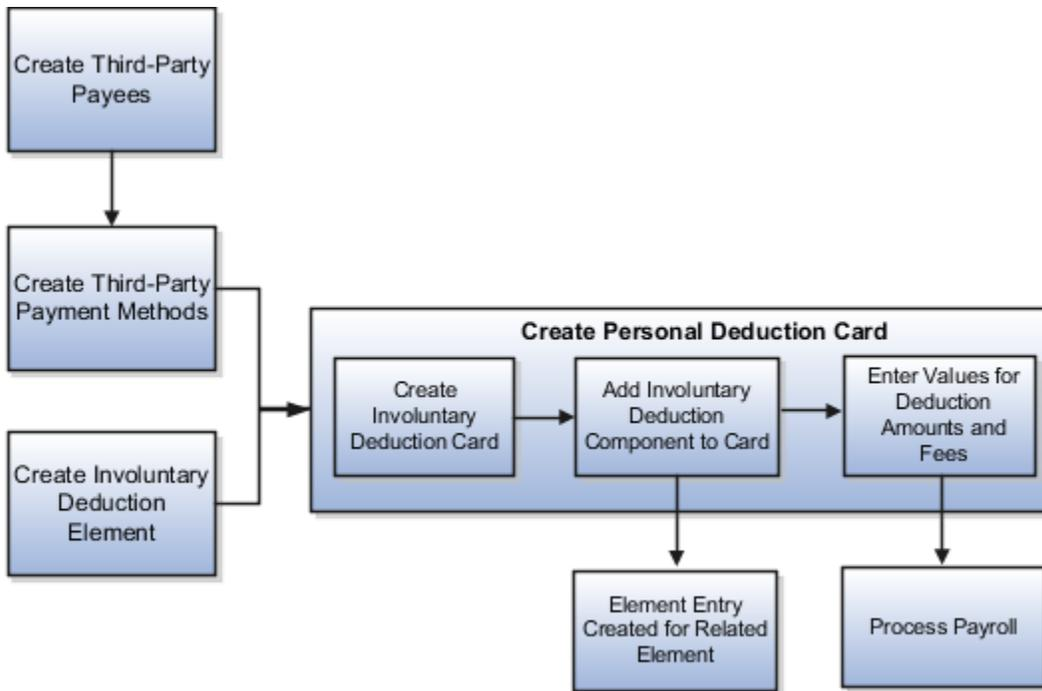 Create Third-Party
Payees
Create Third-Party
Payment Methods
Create Involuntary
Deduction
Element
Create Personal Deduction Card
Create
Involuntary
Deduction Card
Add Involuntary
Deduction
Component to Card
Enter Values for
Deduction
Amounts and
Fees
Element Entry
Created for Related
Element
Process Payroll